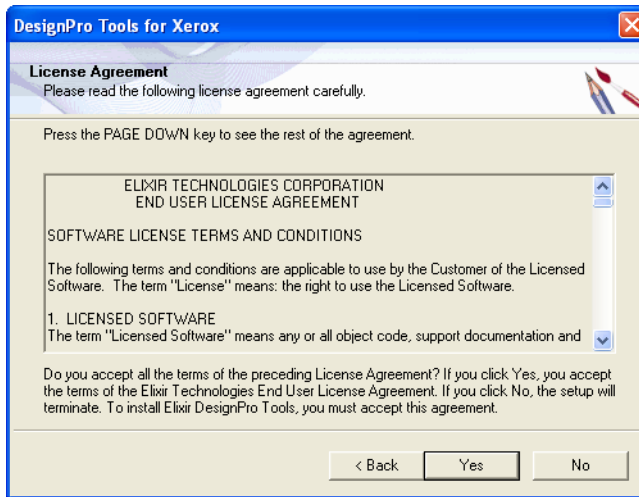 DesignPro Tools for Xerox
License Agreement
Please read the following license agreement carefully.
Press the PAGE DOWN key to see the rest of the agreement.
ELIXIR TECHNOLOGIES CORPORATION
END USER LICENSE AGREEMENT
SOFTWARE LICENSE TERMS AND CONDITIONS
The following terms and conditions are applicable to use by the Customer of the Licensed
Software.  The term "License" means: the right to use the Licensed Software.
1.  LICENSED SOFTWARE
The term "Licensed Software" means any or all object code, support documentation and
Do you accept all the terms of the preceding License Agreement? If you click Yes, you accept
the terms of the Elixir Technologies End User License Agreement. If you click No, the setup will
terminate. To install Elixir DesignPro Tools, you must accept this agreement.
< Back Yes No